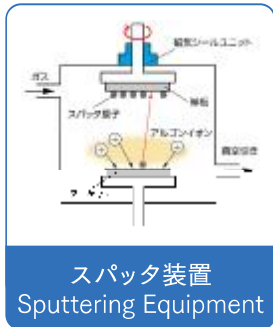 磁気シールユニット
ガス
基板
スパッタ粒子
アルゴンイオン
真空排気
スパッタ装置
Sputtering Equipment